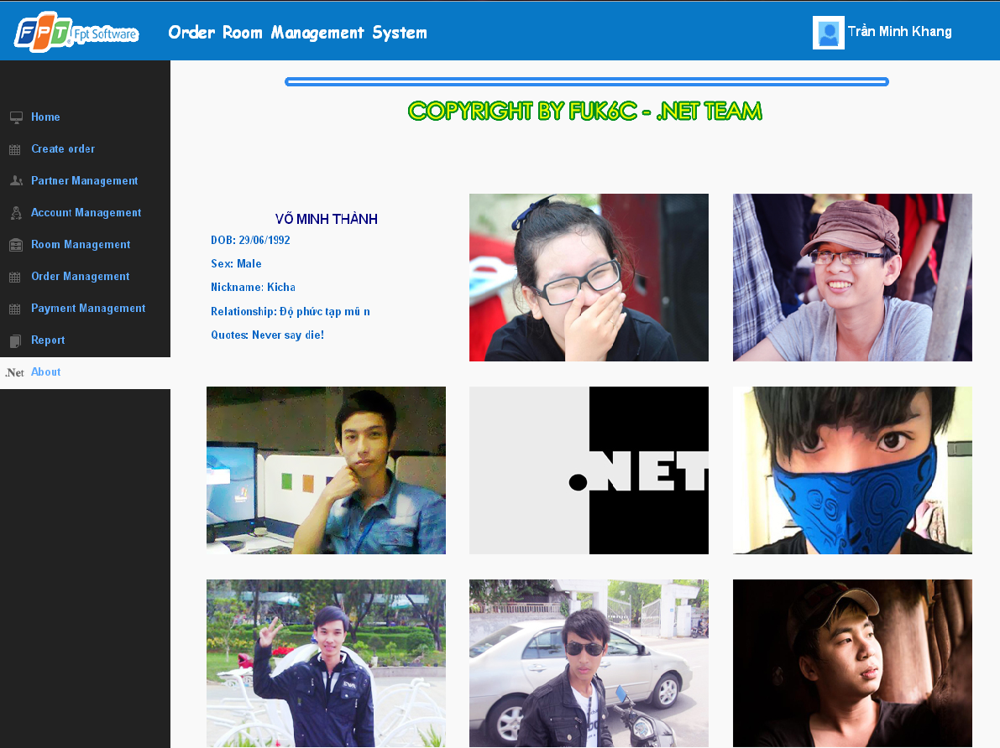 FPT Fpt Software
Order Room Management System
Trần Minh Khang
Home
Create order
Partner Management
Account Management
Room Management
Order Management
Payment Management
Report
.Net About
COPYRIGHT BY FUK6C - .NET TEAM
VÕ MINH THÀNH
DOB: 29/06/1992
Sex: Male
Nickname: Kicha
Relationship: Độ phức tạp mũ n
Quotes: Never say die!
.NET